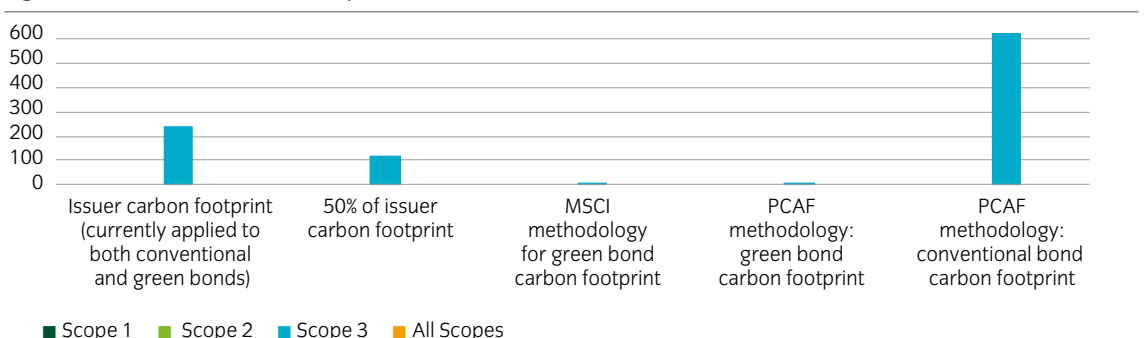 600
500
400
300
200
100
0
Issuer carbon footprint
(currently applied to
both conventional
and green bonds)
50% of issuer
carbon footprint
MSCI
methodology
for green bond
carbon footprint
PCAF
methodology:
green bond
carbon footprint
PCAF
methodology:
conventional bond
carbon footprint
Scope 1 Scope 2 Scope 3 All Scopes